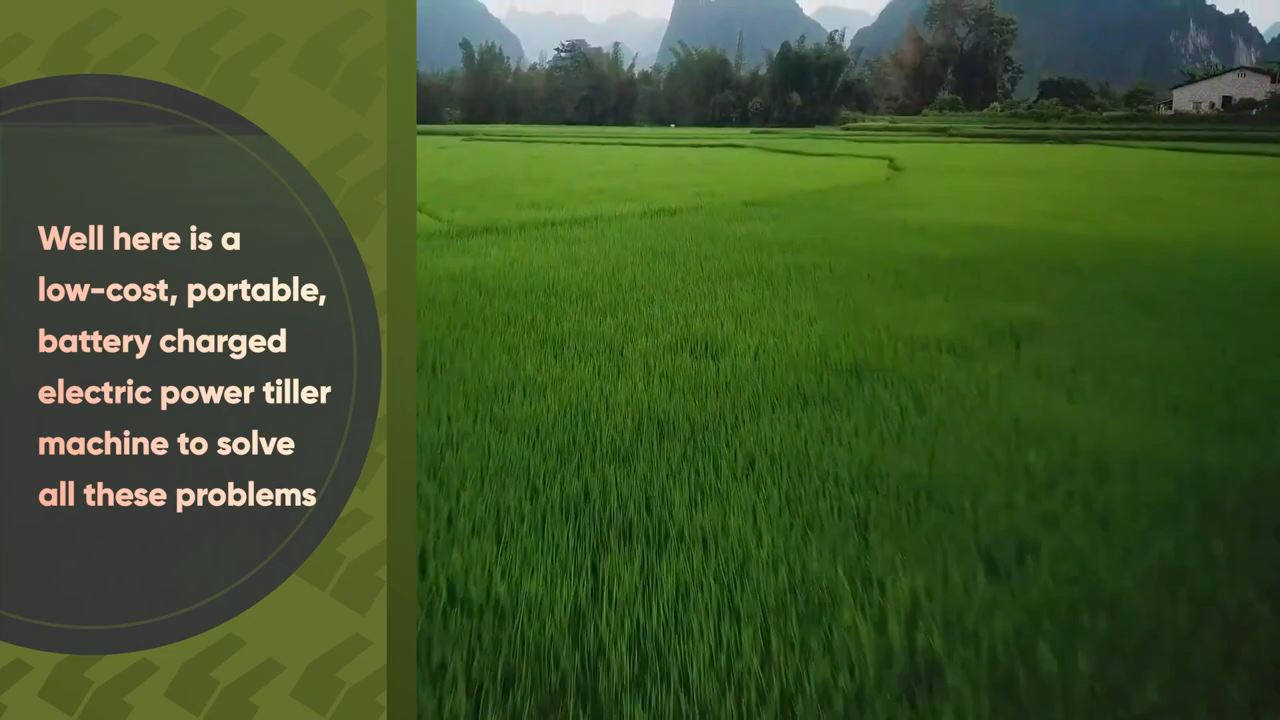 Well here is a
low-cost, portable,
battery charged
electric power tiller
machine to solve
all these problems